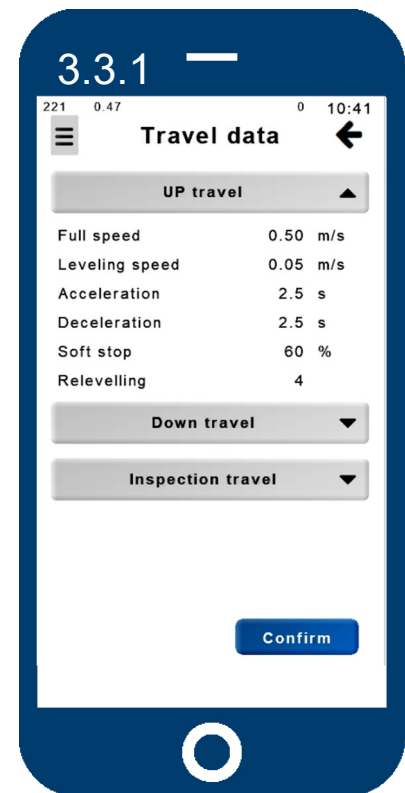 3.3.1
221 0.47 0 10:41
Travel data
UP travel
Full speed 0.50 m/s
Leveling speed 0.05 m/s
Acceleration 2.5 s
Deceleration 2.5 s
Soft stop 60 %
Relevelling 4
Down travel
Inspection travel
Confirm